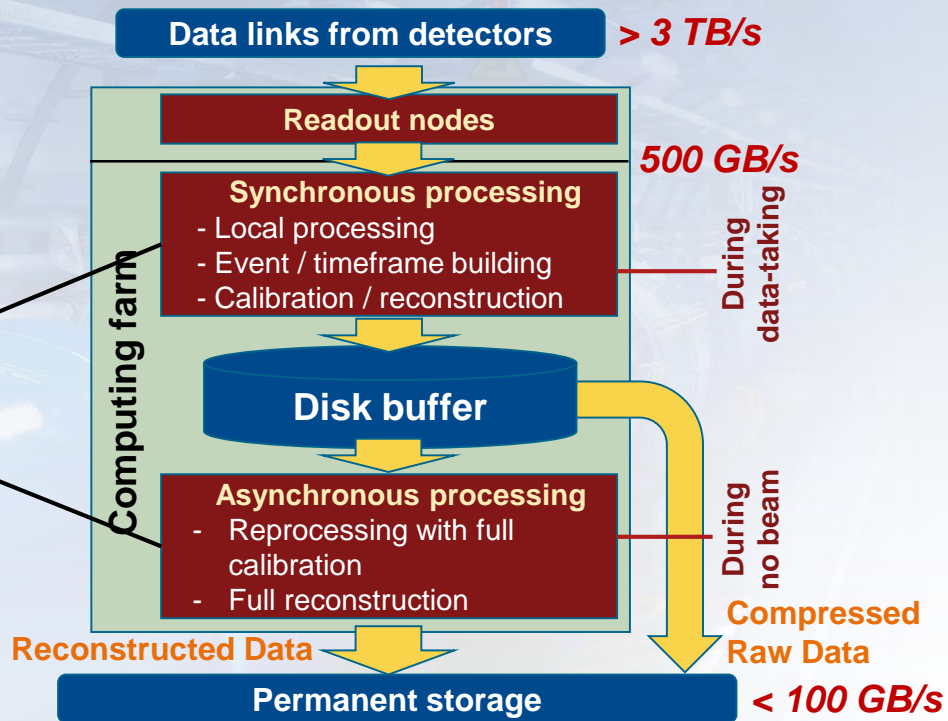 Data links from detectors
> 3 TB/s
Readout nodes
500 GB/s
Synchronous processing
- Local processing
- Event / timeframe building
- Calibration / reconstruction
During
data-taking
Computing farm
Disk buffer
Asynchronous processing
- Reprocessing with full
calibration
- Full reconstruction
During
no beam
Reconstructed Data
Compressed
Raw Data
Permanent storage
< 100 GB/s